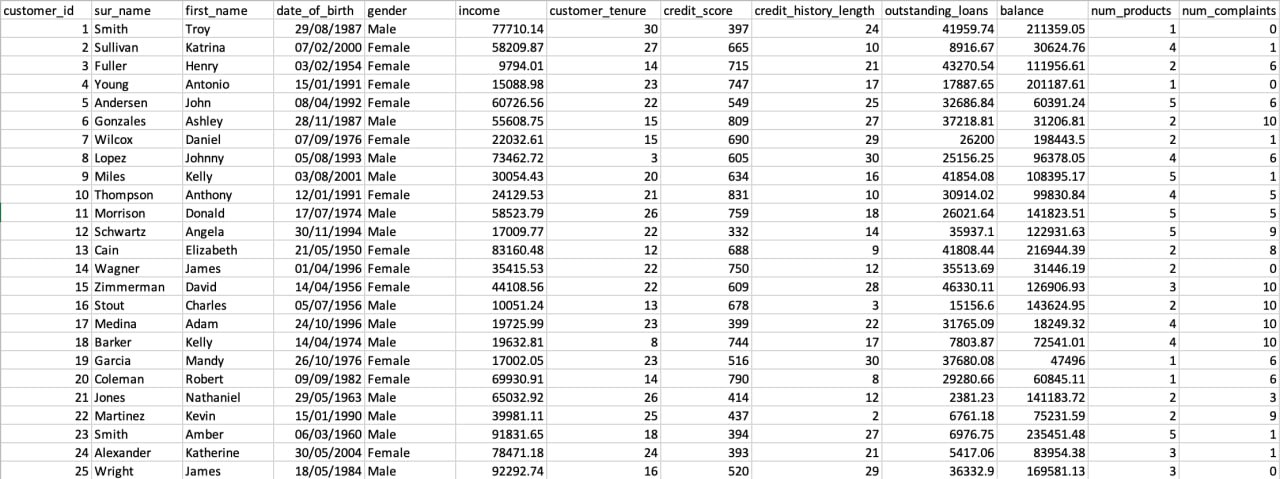 customer_id sur_name first_name date_of_birth gender income customer_tenure credit_score credit_history_length outstanding_loans balance num_products num_complaints
1 Smith Troy 29/08/1987 Male 77710.14 30 397 24 41959.74 211359.05 1 0
2 Sullivan Katrina 07/02/2000 Female 58209.87 27 665 10 8916.67 30624.76 4 1
3 Fuller Henry 03/02/1954 Female 9794.01 14 715 21 43270.54 111956.61 2 6
4 Young Antonio 15/01/1991 Female 15088.98 23 747 17 17887.65 201187.61 1 0
5 Andersen John 08/04/1992 Female 60726.56 22 549 25 32686.84 60391.24 5 6
6 Gonzales Ashley 28/11/1987 Male 55608.75 15 809 27 37218.81 31206.81 2 10
7 Wilcox Daniel 07/09/1976 Female 22032.61 15 690 29 26200 198443.5 2 1
8 Lopez Johnny 05/08/1993 Male 73462.72 3 605 30 25156.25 96378.05 4 6
9 Miles Kelly 03/08/2001 Male 30054.43 20 634 16 41854.08 108395.17 5 1
10 Thompson Anthony 12/01/1991 Female 24129.53 21 831 10 30914.02 99830.84 4 5
11 Morrison Donald 17/07/1974 Male 58523.79 26 759 18 26021.64 141823.51 5 5
12 Schwartz Angela 30/11/1994 Male 17009.77 22 332 14 35937.1 122931.63 5 9
13 Cain Elizabeth 21/05/1950 Female 83160.48 12 688 9 41808.44 216944.39 2 8
14 Wagner James 01/04/1996 Female 35415.53 22 750 12 35513.69 31446.19 2 0
15 Zimmerman David 14/04/1956 Female 44108.56 22 609 28 46330.11 126906.93 3 10
16 Stout Charles 05/07/1956 Male 10051.24 13 678 3 15156.6 143624.95 2 10
17 Medina Adam 24/10/1996 Male 19725.99 23 399 22 31765.09 18249.32 4 10
18 Barker Kelly 14/04/1974 Male 19632.81 8 744 17 7803.87 72541.01 4 10
19 Garcia Mandy 26/10/1976 Female 17002.05 23 516 30 37680.08 47496 1 6
20 Coleman Robert 09/09/1982 Female 69930.91 14 790 8 29280.66 60845.11 1 6
21 Jones Nathaniel 29/05/1963 Male 65032.92 26 414 12 2381.23 141183.72 2 3
22 Martinez Kevin 15/01/1990 Male 39981.11 25 437 2 6761.18 75231.59 2 9
23 Smith Amber 06/03/1960 Male 91831.65 18 394 27 6976.75 235451.48 5 1
24 Alexander Katherine 30/05/2004 Female 78471.18 24 393 21 5417.06 83954.38 3 1
25 Wright James 18/05/1984 Male 92292.74 16 520 29 36332.9 169581.13 3 0